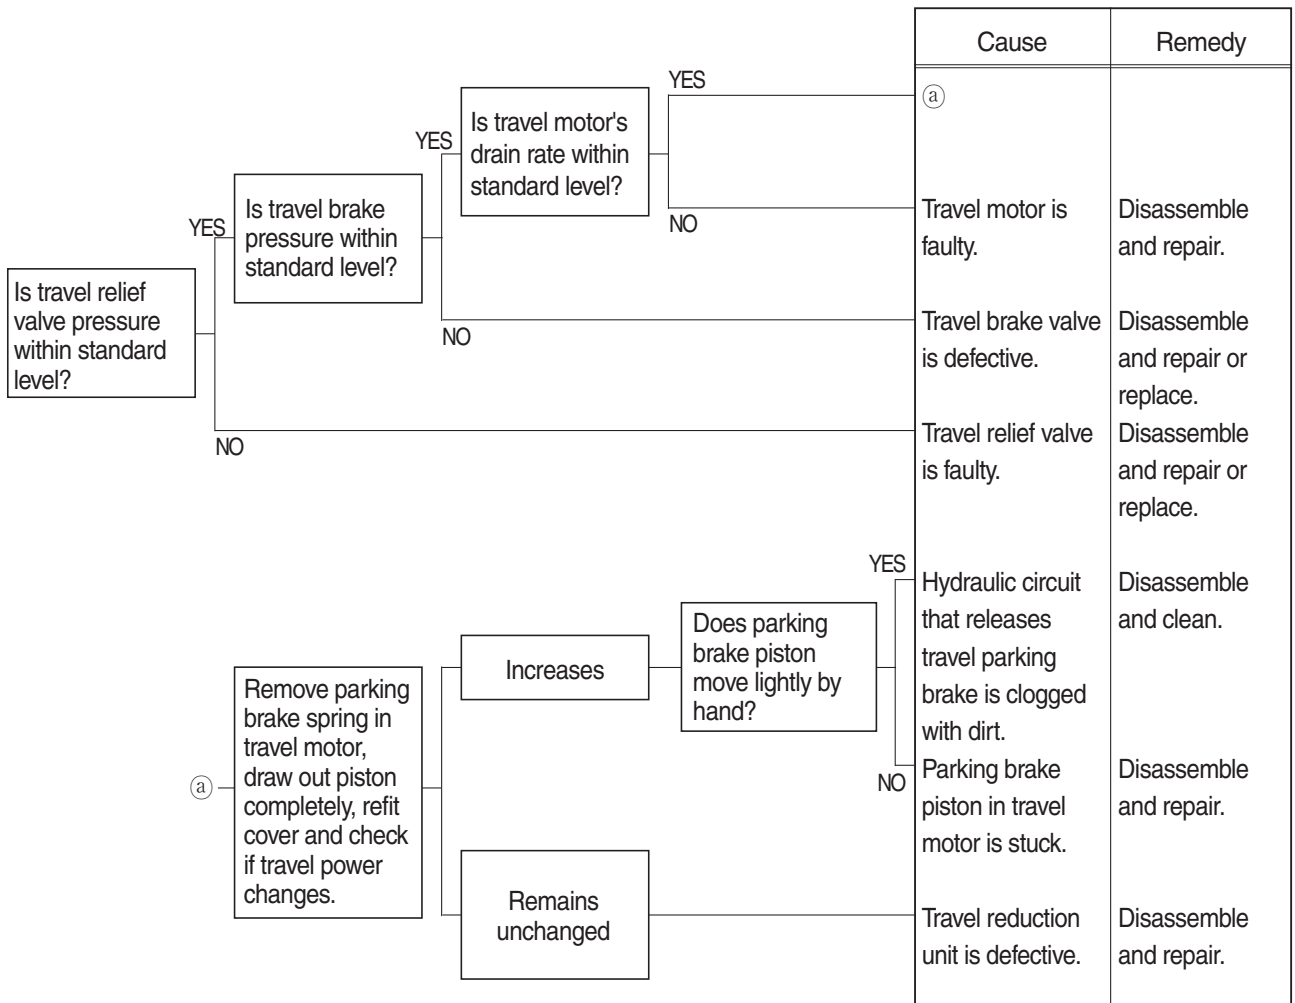 Cause
Remedy
YES
ⓐ
Is travel motor's
drain rate within
standard level?
YES
NO
Travel motor is
faulty.
Disassemble
and repair.
Is travel brake
pressure within
standard level?
YES
NO
Travel brake valve
is defective.
Disassemble
and repair or
replace.
Is travel relief
valve pressure
within standard
level?
NO
Travel relief valve
is faulty.
Disassemble
and repair or
replace.
ⓐ
Remove parking
brake spring in
travel motor,
draw out piston
completely, refit
cover and check
if travel power
changes.
Increases
Does parking
brake piston
move lightly by
hand?
YES
Hydraulic circuit
that releases
travel parking
brake is clogged
with dirt.
Disassemble
and clean.
NO
Parking brake
piston in travel
motor is stuck.
Disassemble
and repair.
Remains
unchanged
Travel reduction
unit is defective.
Disassemble
and repair.